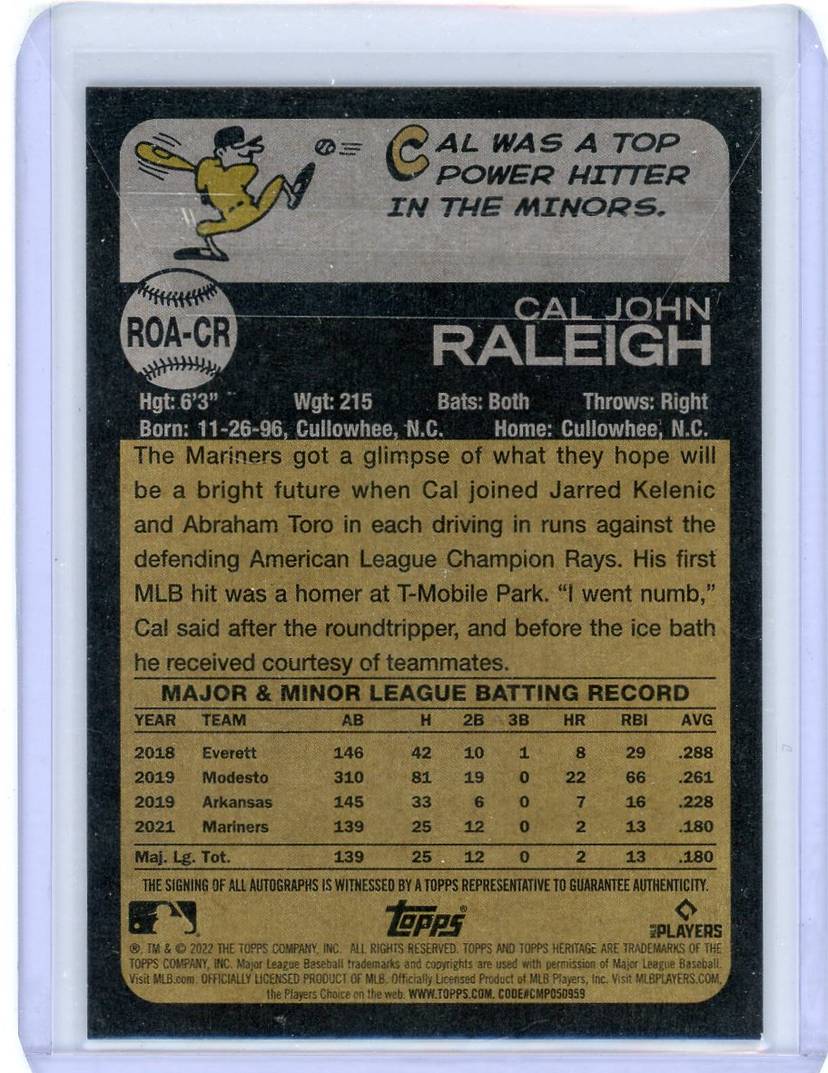 CAL WAS A TOP
POWER HITTER
IN THE MINORS.
ROA-CR
CAL JOHN
RALEIGH
Hgt: 6'3" Wgt: 215 Bats: Both Throws: Right
Born: 11-26-96, Cullowhee, N.C. Home: Cullowhee, N.C.
The Mariners got a glimpse of what they hope will
be a bright future when Cal joined Jarred Kelenic
and Abraham Toro in each driving in runs against the
defending American League Champion Rays. His first
MLB hit was a homer at T-Mobile Park. “I went numb,”
Cal said after the roundtripper, and before the ice bath
he received courtesy of teammates.
MAJOR & MINOR LEAGUE BATTING RECORD
YEAR TEAM AB H 2B 3B HR RBI AVG
2018 Everett 146 42 10 1 8 29 .288
2019 Modesto 310 81 19 0 22 66 .261
2019 Arkansas 145 33 6 0 7 16 .228
2021 Mariners 139 25 12 0 2 13 .180
Maj. Lg. Tot. 139 25 12 0 2 13 .180
THE SIGNING OF ALL AUTOGRAPHS IS WITNESSED BY A TOPPS REPRESENTATIVE TO GUARANTEE AUTHENTICITY.
topps® PLAYERS
®, TM & © 2022 THE TOPPS COMPANY, INC. ALL RIGHTS RESERVED. TOPPS AND TOPPS HERITAGE ARE TRADEMARKS OF THE
TOPPS COMPANY, INC. Major League Baseball trademarks and copyrights are used with permission of Major League Baseball.
Visit MLB.com. OFFICIALLY LICENSED PRODUCT OF MLB. Officially Licensed Product of MLB Players, Inc. Visit MLBPLAYERS.COM,
the Players Choice on the web. WWW.TOPPS.COM. CODE#CMP050959